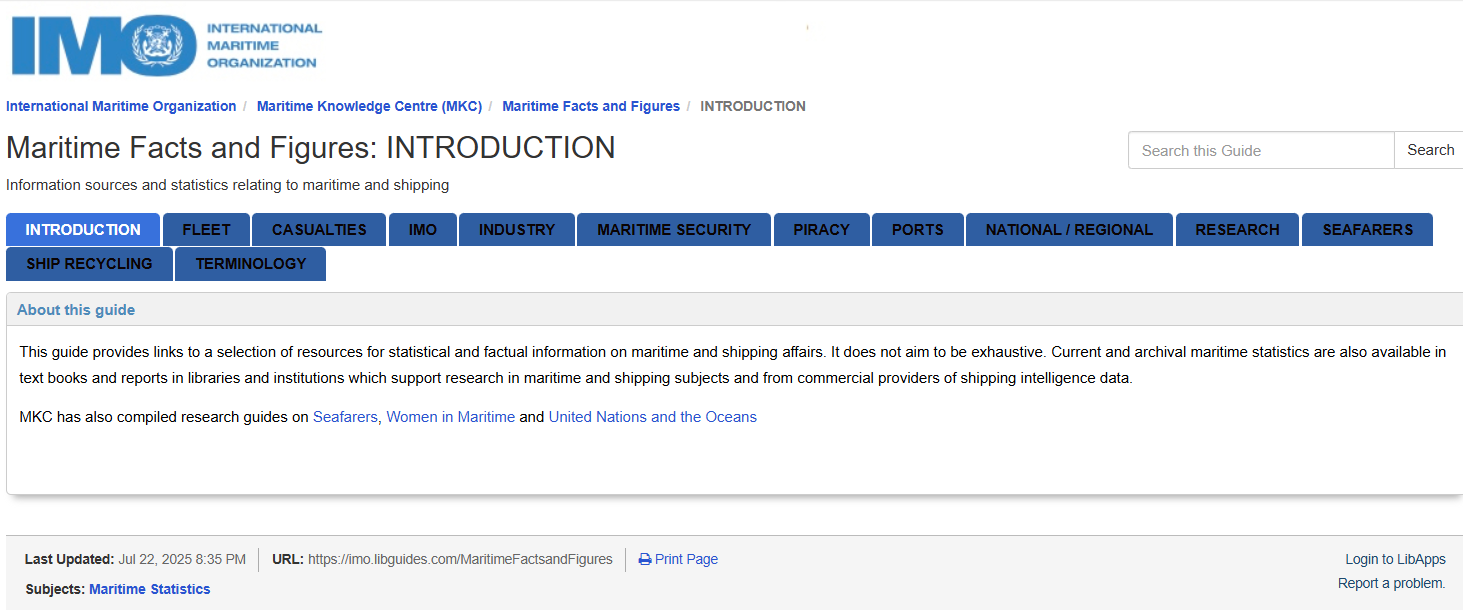 IMO
INTERNATIONAL
MARITIME
ORGANIZATION
International Maritime Organization / Maritime Knowledge Centre (MKC) / Maritime Facts and Figures / INTRODUCTION
Maritime Facts and Figures: INTRODUCTION
Search this Guide Search
Information sources and statistics relating to maritime and shipping
INTRODUCTION FLEET CASUALTIES IMO INDUSTRY MARITIME SECURITY PIRACY PORTS NATIONAL / REGIONAL RESEARCH SEAFARERS
SHIP RECYCLING TERMINOLOGY
About this guide
This guide provides links to a selection of resources for statistical and factual information on maritime and shipping affairs. It does not aim to be exhaustive. Current and archival maritime statistics are also available in
text books and reports in libraries and institutions which support research in maritime and shipping subjects and from commercial providers of shipping intelligence data.
MKC has also compiled research guides on Seafarers, Women in Maritime and United Nations and the Oceans
Last Updated: Jul 22, 2025 8:35 PM URL: https://imo.libguides.com/MaritimeFactsandFigures Print Page Login to LibApps
Subjects: Maritime Statistics Report a problem.